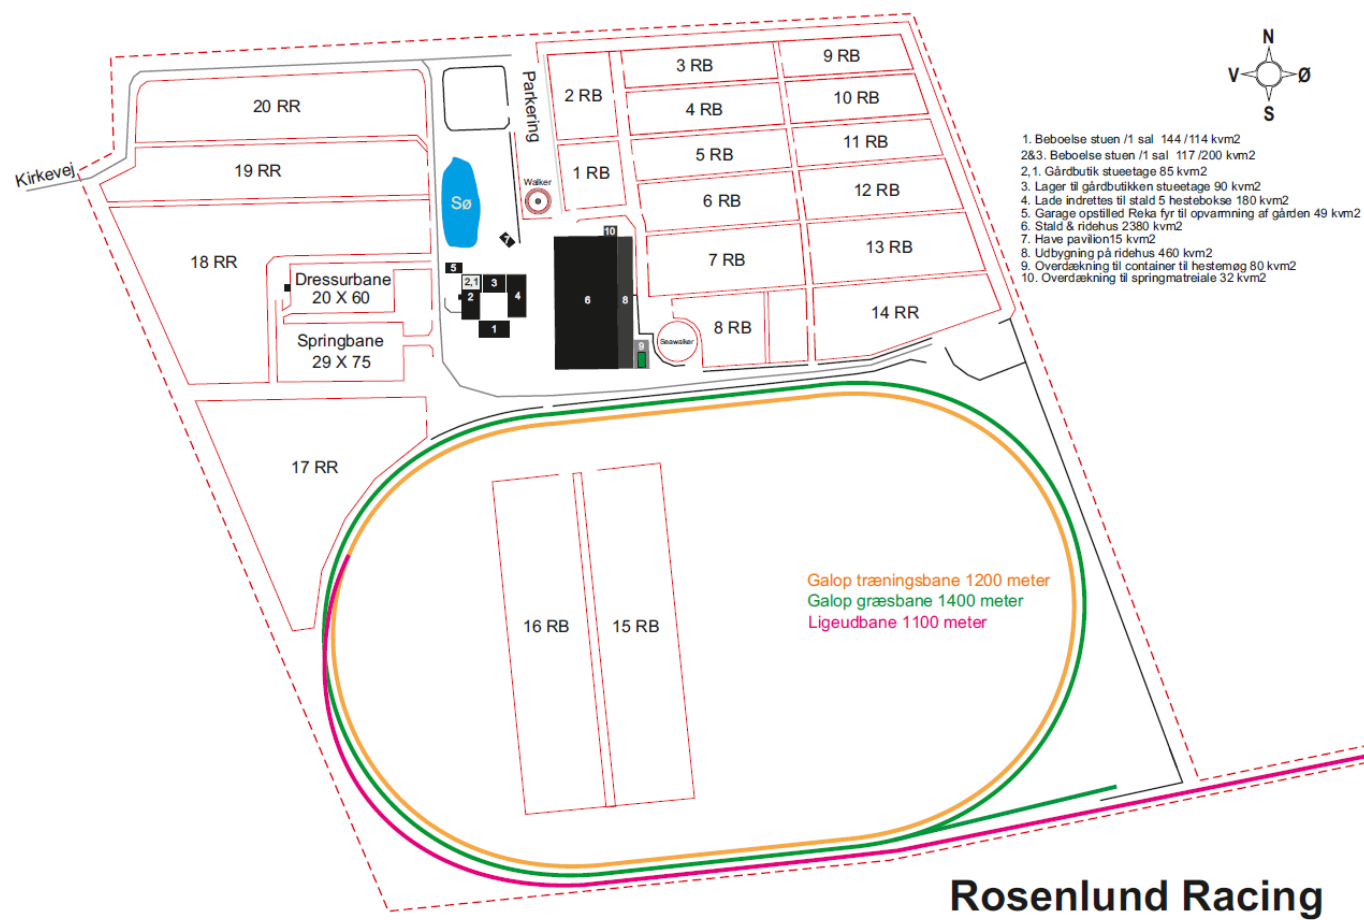 N
V Ø
S
Kirkevej
Parkering
20 RR
19 RR
18 RR
17 RR
2 RB
1 RB
3 RB
4 RB
5 RB
6 RB
7 RB
8 RB
9 RB
10 RB
11 RB
12 RB
13 RB
14 RR
Sø
Walker
Seawalker
Dressurbane
20 X 60
Springbane
29 X 75
10
7
5
2,1
3
2
4
1
6
8
9
1. Beboelse stuen /1 sal 144 /114 kvm2
2&3. Beboelse stuen /1 sal 117 /200 kvm2
2,1. Gårdbutik stueetage 85 kvm2
3. Lager til gårdbutikken stueetage 90 kvm2
4. Lade indrettes til stald 5 hestebokse 180 kvm2
5. Garage opstilled Reka fyr til opvamning af gården 49 kvm2
6. Stald & ridehus 2380 kvm2
7. Have pavilion15 kvm2
8. Udbygning på ridehus 460 kvm2
9. Overdækning til container til hestemøg 80 kvm2
10. Overdækning til springmatreiale 32 kvm2
16 RB
15 RB
Galop træningsbane 1200 meter
Galop græsbane 1400 meter
Ligeudbane 1100 meter
Rosenlund Racing